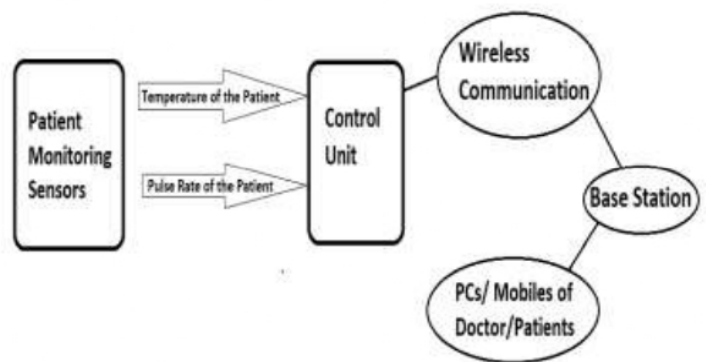 Patient
Monitoring
Sensors
Temperature of the Patient
Pulse Rate of the Patient
Control
Unit
Wireless
Communication
Base Station
PCs/ Mobiles of
Doctor/Patients